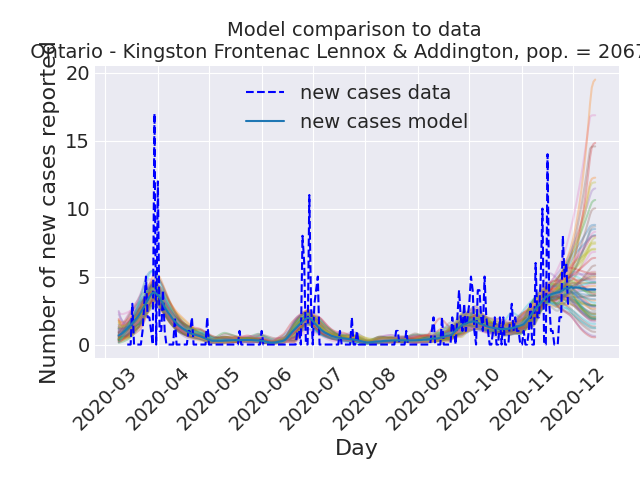 Model comparison to data
Ontario - Kingston Frontenac Lennox & Addington, pop. = 2067
Number of new cases reported
20
15
10
5
0
new cases data
new cases model
2020-03
2020-04
2020-05
2020-06
2020-07
2020-08
2020-09
2020-10
2020-11
2020-12
Day